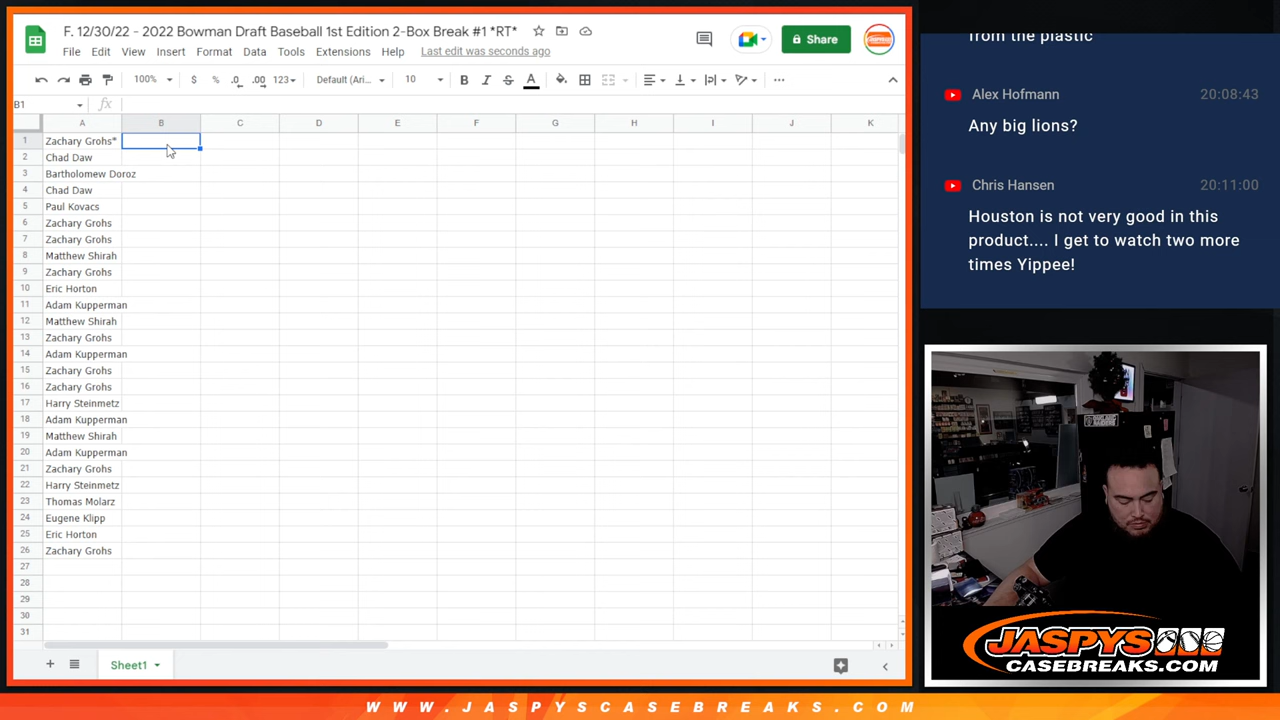 F. 12/30/22 - 2022 Bowman Draft Baseball 1st Edition 2-Box Break #1 *RT*
File Edit View Insert Format Data Tools Extensions Help Last edit was seconds ago
Share
100% $ % .0 .00 123 Default (Ari... 10 B I S A
B1 fx
A B C D E F G H I J K
1 Zachary Grohs*
2 Chad Daw
3 Bartholomew Doroz
4 Chad Daw
5 Paul Kovacs
6 Zachary Grohs
7 Zachary Grohs
8 Matthew Shirah
9 Zachary Grohs
10 Eric Horton
11 Adam Kupperman
12 Matthew Shirah
13 Zachary Grohs
14 Adam Kupperman
15 Zachary Grohs
16 Zachary Grohs
17 Harry Steinmetz
18 Adam Kupperman
19 Matthew Shirah
20 Adam Kupperman
21 Zachary Grohs
22 Harry Steinmetz
23 Thomas Molarz
24 Eugene Klipp
25 Eric Horton
26 Zachary Grohs
27
28
29
30
31
Sheet1
from the plastic
Alex Hofmann 20:08:43
Any big lions?
Chris Hansen 20:11:00
Houston is not very good in this
product.... I get to watch two more
times Yippee!
JASPYS
CASEBREAKS.COM
WWW.JASPYSCASEBREAKS.COM